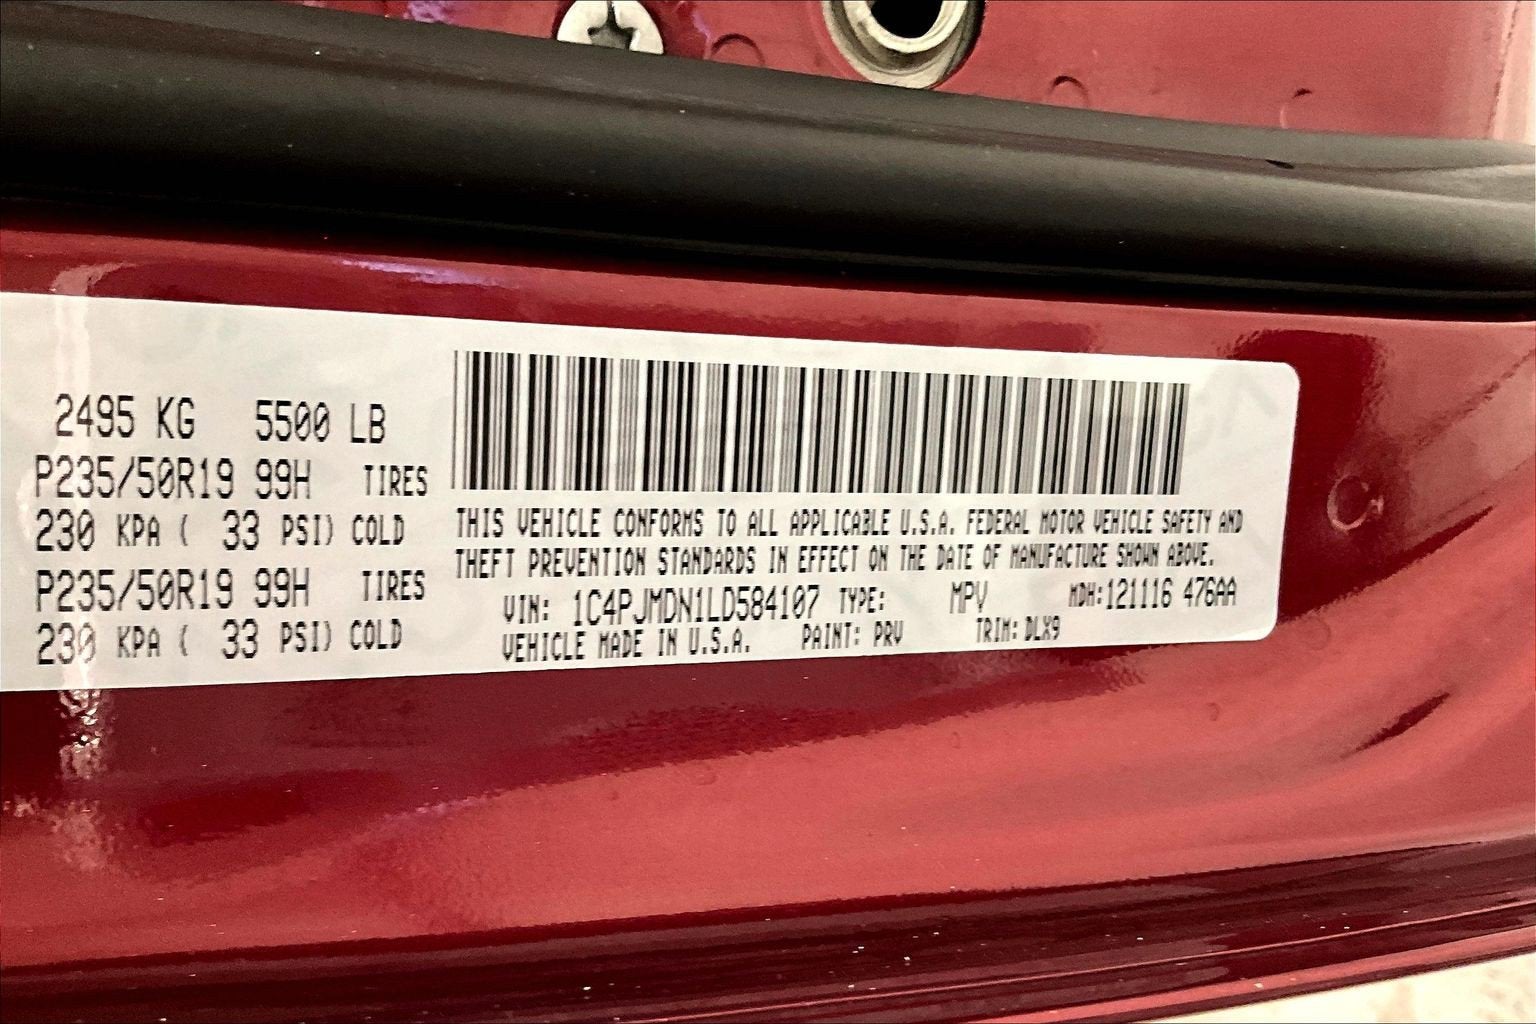 2495 KG 5500 LB
P235/50R19 99H TIRES
230 KPA ( 33 PSI) COLD
P235/50R19 99H TIRES
230 KPA ( 33 PSI) COLD
THIS VEHICLE CONFORMS TO ALL APPLICABLE U.S.A. FEDERAL MOTOR VEHICLE SAFETY AND
THEFT PREVENTION STANDARDS IN EFFECT ON THE DATE OF MANUFACTURE SHOWN ABOVE.
VIN: 1C4PJMDN1LD584107 TYPE: MPV MDH:121116 476AA
VEHICLE MADE IN U.S.A. PAINT: PRV TRIM: DLX9